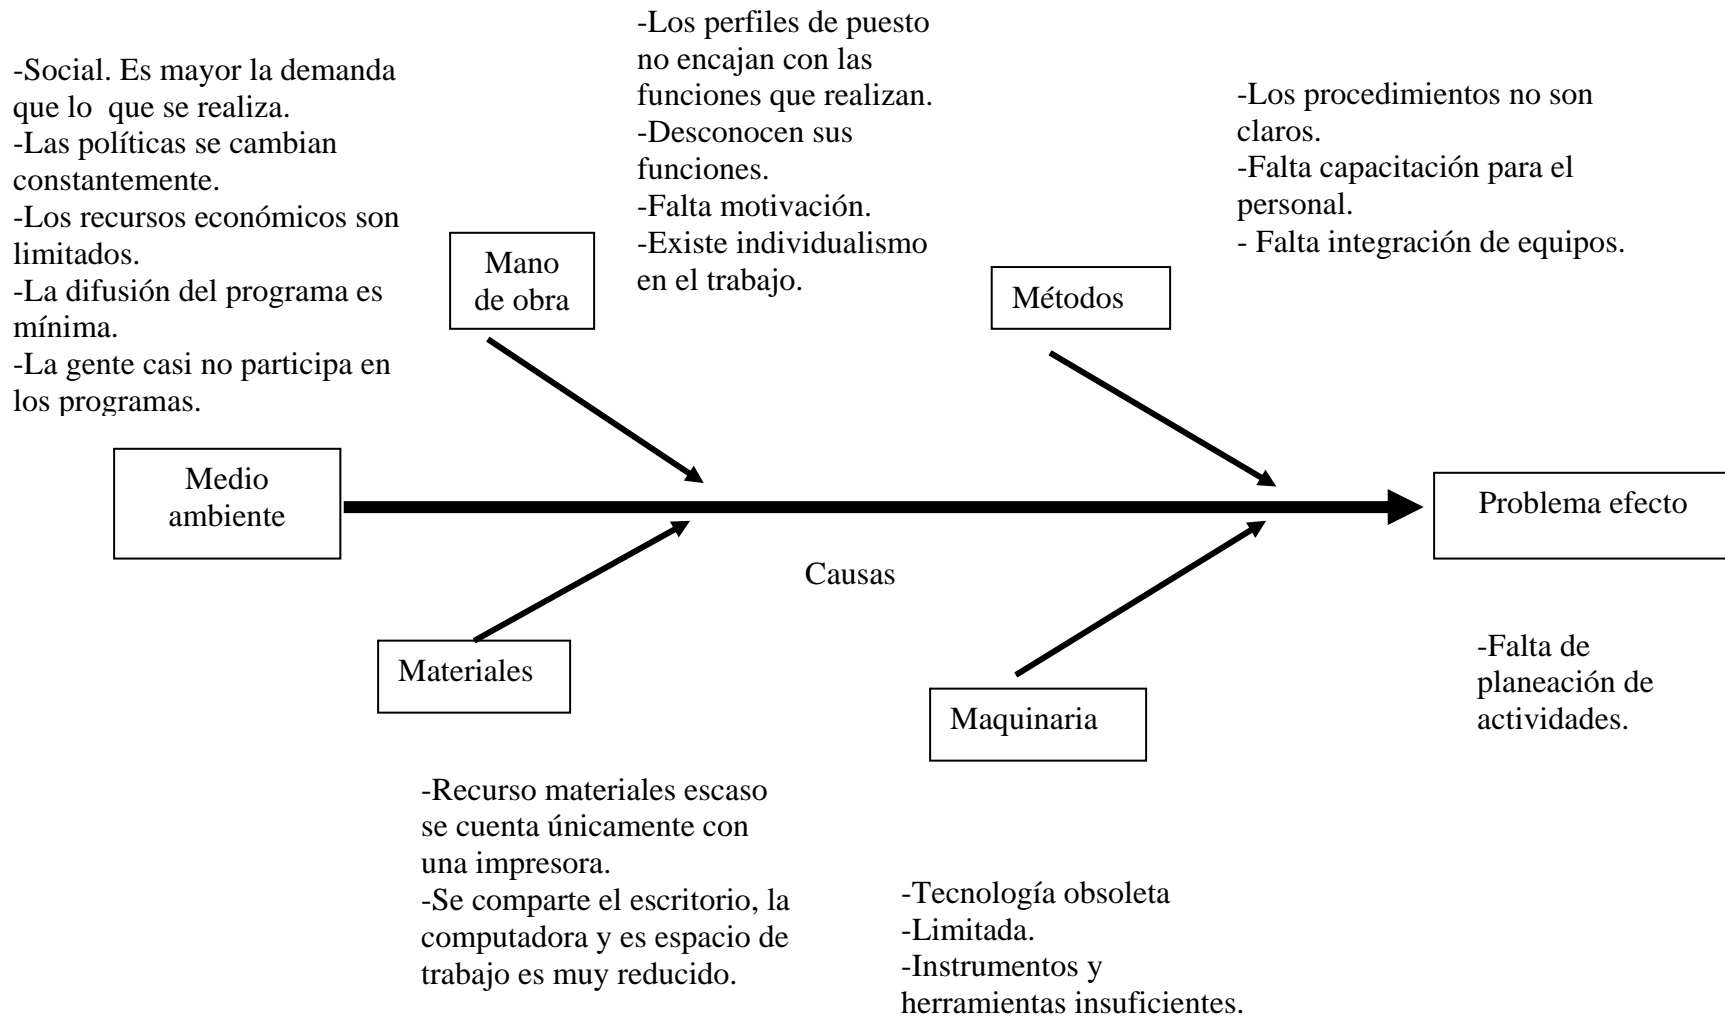 -Social. Es mayor la demanda
que lo  que se realiza.
-Las políticas se cambian
constantemente.
-Los recursos económicos son
limitados.
-La difusión del programa es
mínima.
-La gente casi no participa en
los programas.
-Los perfiles de puesto
no encajan con las
funciones que realizan.
-Desconocen sus
funciones.
-Falta motivación.
-Existe individualismo
en el trabajo.
-Los procedimientos no son
claros.
-Falta capacitación para el
personal.
- Falta integración de equipos.
Mano
de obra
Métodos
Medio
ambiente
Problema efecto
Causas
Materiales
Maquinaria
-Falta de
planeación de
actividades.
-Recurso materiales escaso
se cuenta únicamente con
una impresora.
-Se comparte el escritorio, la
computadora y es espacio de
trabajo es muy reducido.
-Tecnología obsoleta
-Limitada.
-Instrumentos y
herramientas insuficientes.